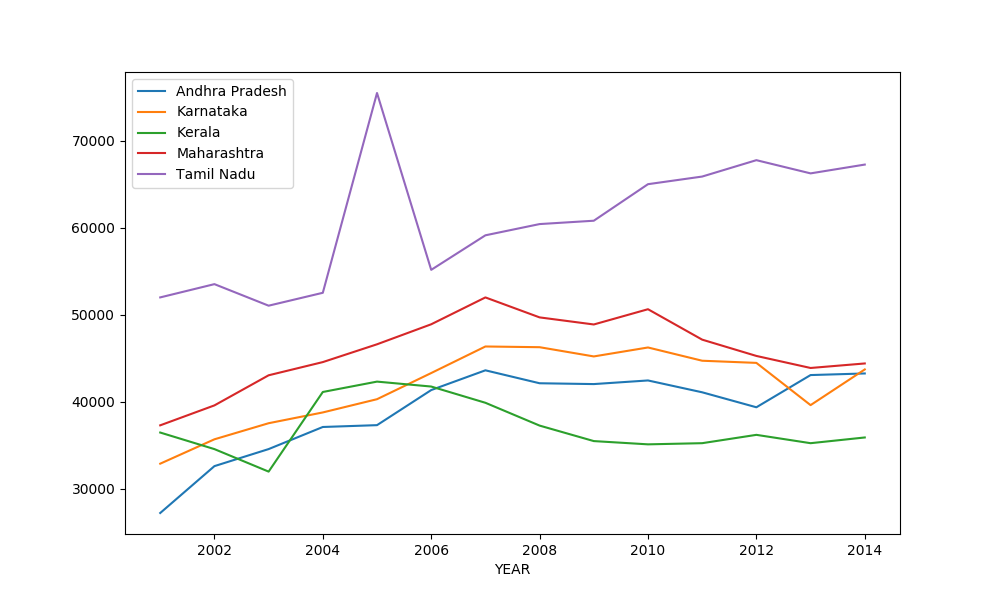 Andhra Pradesh
Karnataka
Kerala
Maharashtra
Tamil Nadu
70000
60000
50000
40000
30000
2002 2004 2006 2008 2010 2012 2014
YEAR